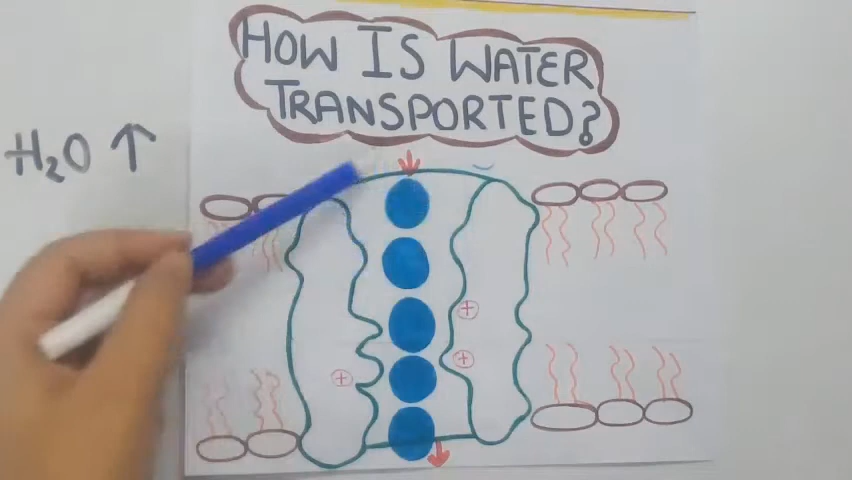 HOW IS WATER
TRANSPORTED?
H₂O ↑
+
+
+